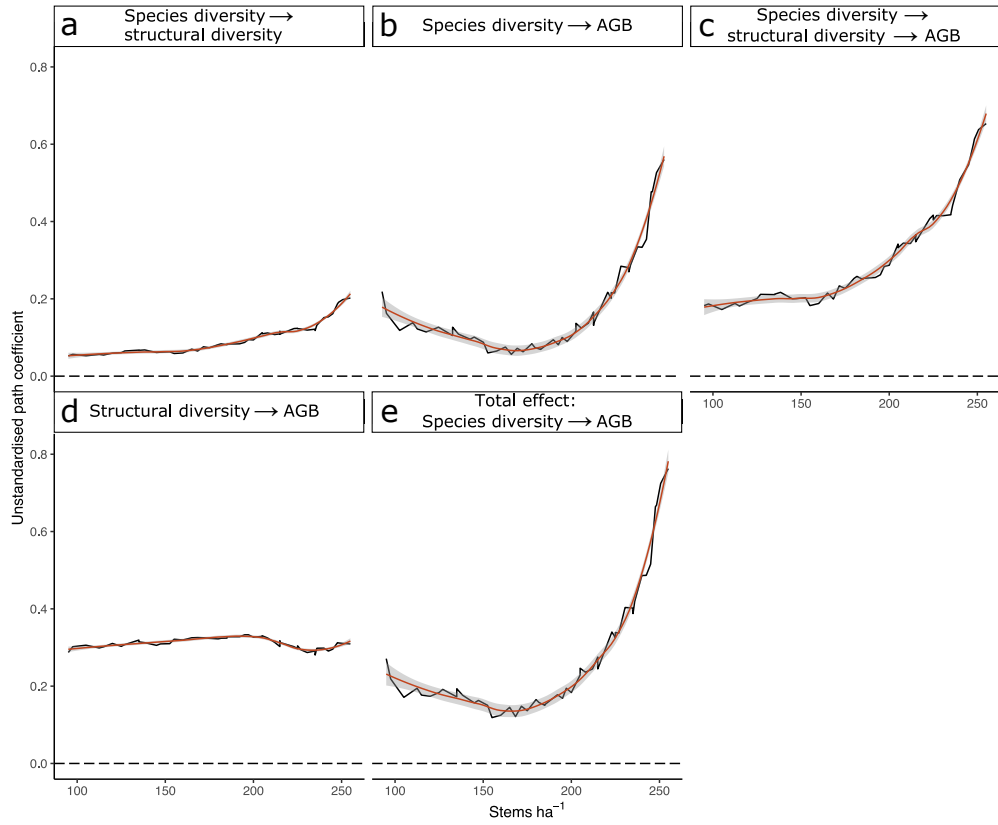 a
Species diversity →
structural diversity
b
Species diversity → AGB
c
Species diversity →
structural diversity → AGB
0.8
0.6
0.4
0.2
0.0
100 150 200 250
d
Structural diversity → AGB
e
Total effect:
Species diversity → AGB
0.8
0.6
0.4
0.2
0.0
100 150 200 250
100 150 200 250
Unstandardised path coefficient
Stems ha⁻¹